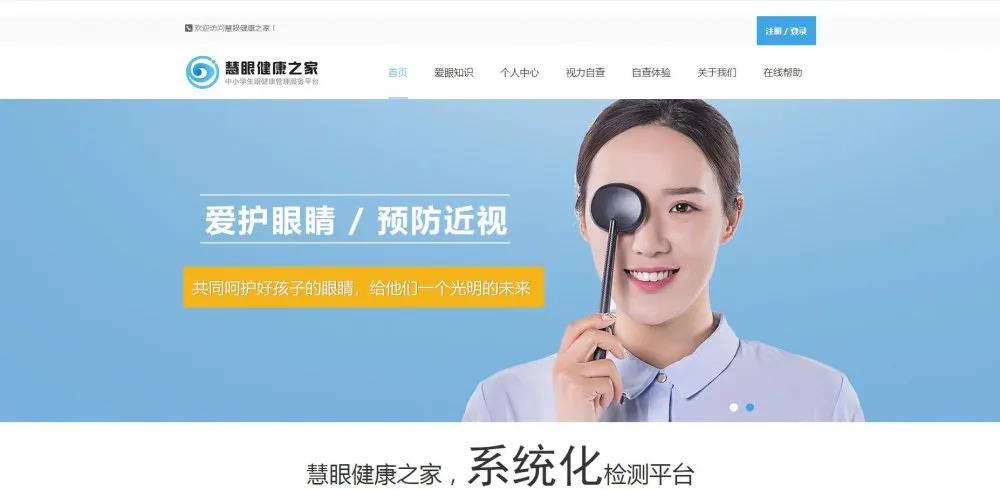 欢迎访问慧眼健康之家！
注册 / 登录
慧眼健康之家
中小学生眼健康管理服务平台
首页 爱眼知识 个人中心 视力自查 自查体验 关于我们 在线帮助
爱护眼睛 / 预防近视
共同呵护好孩子的眼睛，给他们一个光明的未来
慧眼健康之家，系统化检测平台